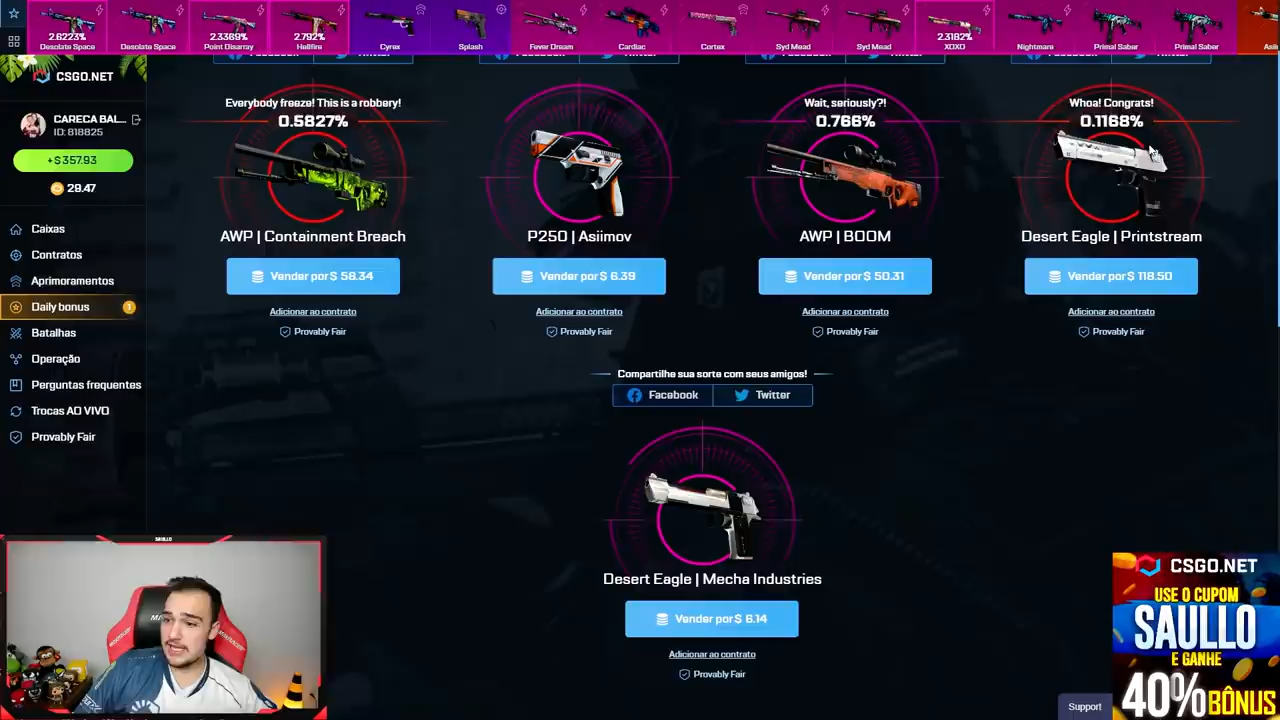 2.6223%
Desolate Space
Desolate Space
2.3369%
Point Disarray
2.792%
Hellfire
Cyrex
Splash
Fever Dream
Cardiac
Cortex
Syd Mead
Syd Mead
2.3182%
XOXO
Nightmare
Primal Saber
Primal Saber
CSGO.NET
CARECA BAL...
ID: 818825
+$357.93
29.47
Caixas
Contratos
Aprimoramentos
Daily bonus
1
Batalhas
Operação
Perguntas frequentes
Trocas AO VIVO
Provably Fair
Everybody freeze! This is a robbery!
0.5827%
AWP | Containment Breach
Vender por $ 56.34
Adicionar ao contrato
Provably Fair
P250 | Asiimov
Vender por $ 6.39
Adicionar ao contrato
Provably Fair
Wait, seriously?!
0.766%
AWP | BOOM
Vender por $ 50.31
Adicionar ao contrato
Provably Fair
Whoa! Congrats!
0.1168%
Desert Eagle | Printstream
Vender por $ 118.50
Adicionar ao contrato
Provably Fair
Compartilhe sua sorte com seus amigos!
Facebook
Twitter
Desert Eagle | Mecha Industries
Vender por $ 6.14
Adicionar ao contrato
Provably Fair
SAULLO
CSGO.NET
USE O CUPOM
SAULLO
E GANHE
40% BÔNUS
Support